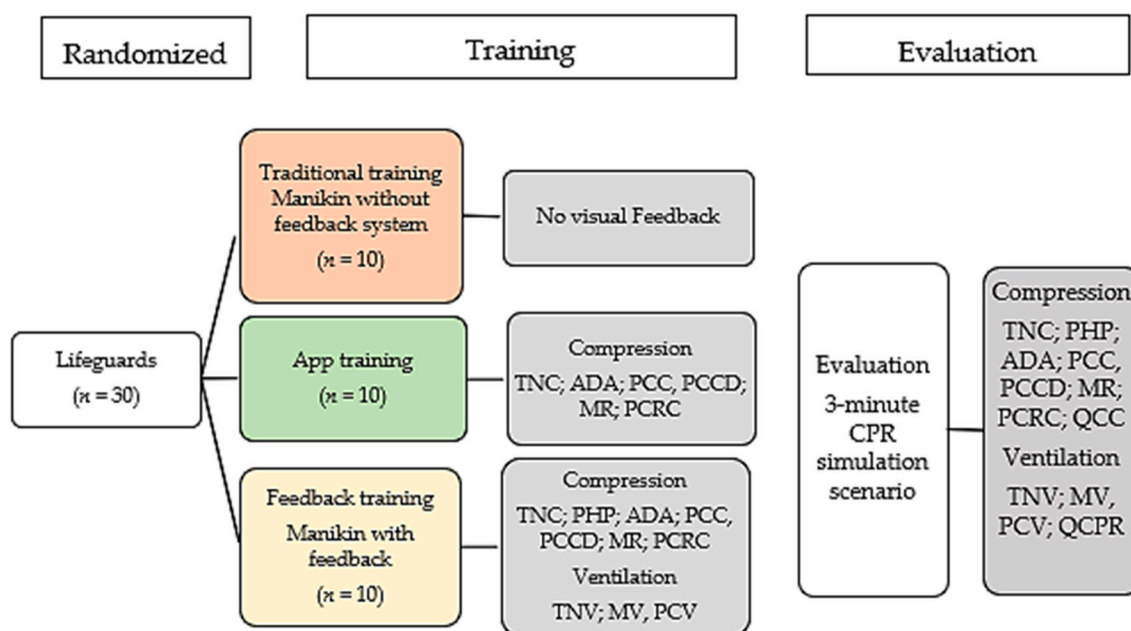 Randomized
Training
Evaluation
Lifeguards
(n = 30)
Traditional training
Manikin without
feedback system
(n = 10)
No visual Feedback
App training
(n = 10)
Compression
TNC; ADA; PCC, PCCD;
MR; PCRC
Feedback training
Manikin with
feedback
(n = 10)
Compression
TNC; PHP; ADA; PCC,
PCCD; MR; PCRC
Ventilation
TNV; MV, PCV
Evaluation
3-minute
CPR
simulation
scenario
Compression
TNC; PHP;
ADA; PCC,
PCCD; MR;
PCRC; QCC
Ventilation
TNV; MV,
PCV; QCPR